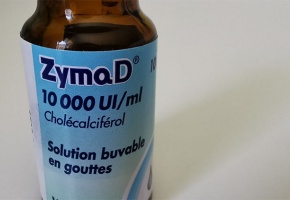 ZymaD®
10 000 UI/ml
Cholécalciférol
Solution buvable
en gouttes